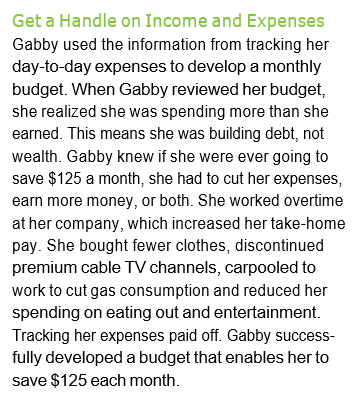 Get a Handle on Income and Expenses
Gabby used the information from tracking her
day-to-day expenses to develop a monthly
budget. When Gabby reviewed her budget,
she realized she was spending more than she
earned. This means she was building debt, not
wealth. Gabby knew if she were ever going to
save $125 a month, she had to cut her expenses,
earn more money, or both. She worked overtime
at her company, which increased her take-home
pay. She bought fewer clothes, discontinued
premium cable TV channels, carpooled to
work to cut gas consumption and reduced her
spending on eating out and entertainment.
Tracking her expenses paid off. Gabby success-
fully developed a budget that enables her to
save $125 each month.